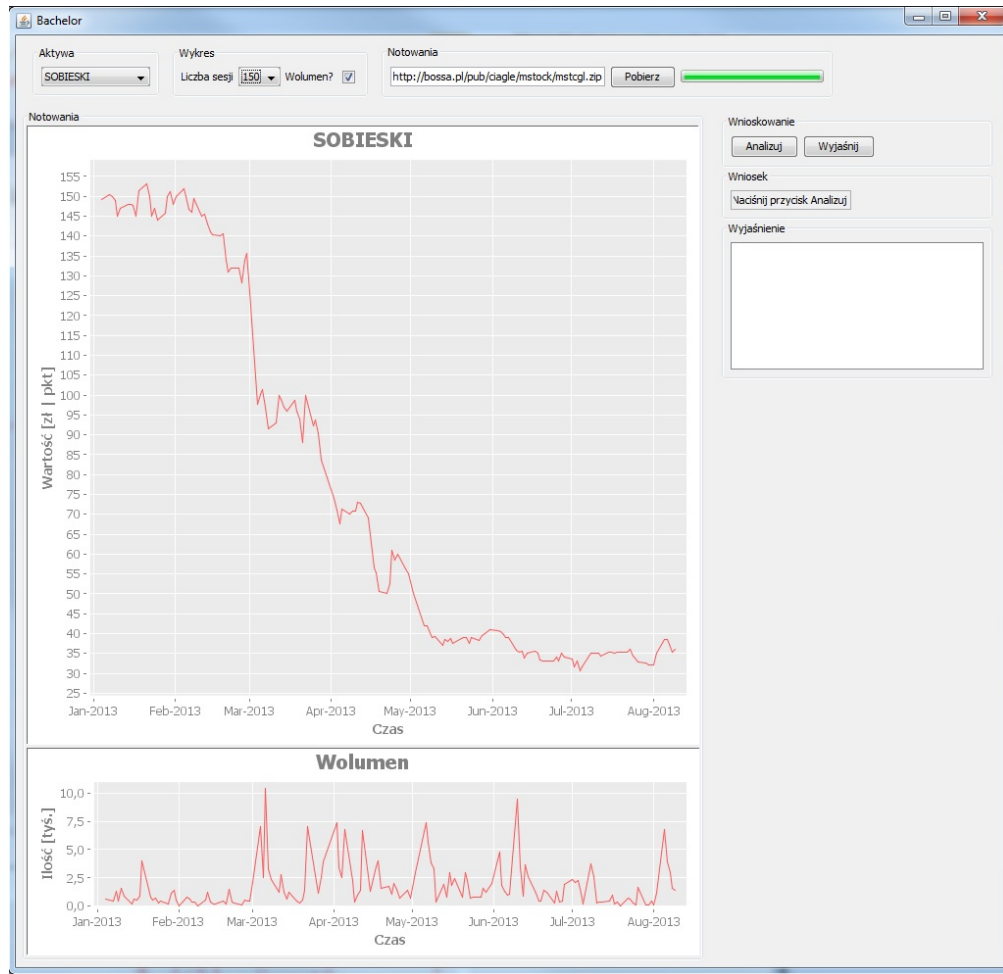 Bachelor
Aktywa
SOBIESKI
Wykres
Liczba sesji 150 Wolumen?
Notowania
http://bossa.pl/pub/ciagle/mstock/mstcgl.zip Pobierz
Notowania
SOBIESKI
155
150
145
140
135
130
125
120
115
110
105
100
95
90
85
80
75
70
65
60
55
50
45
40
35
30
25
Wartość [zł | pkt]
Jan-2013 Feb-2013 Mar-2013 Apr-2013 May-2013 Jun-2013 Jul-2013 Aug-2013
Czas
Wolumen
10,0
7,5
5,0
2,5
0,0
Ilość [tyś.]
Jan-2013 Feb-2013 Mar-2013 Apr-2013 May-2013 Jun-2013 Jul-2013 Aug-2013
Czas
Wnioskowanie
Analizuj Wyjaśnij
Wniosek
Naciśnij przycisk Analizuj
Wyjaśnienie